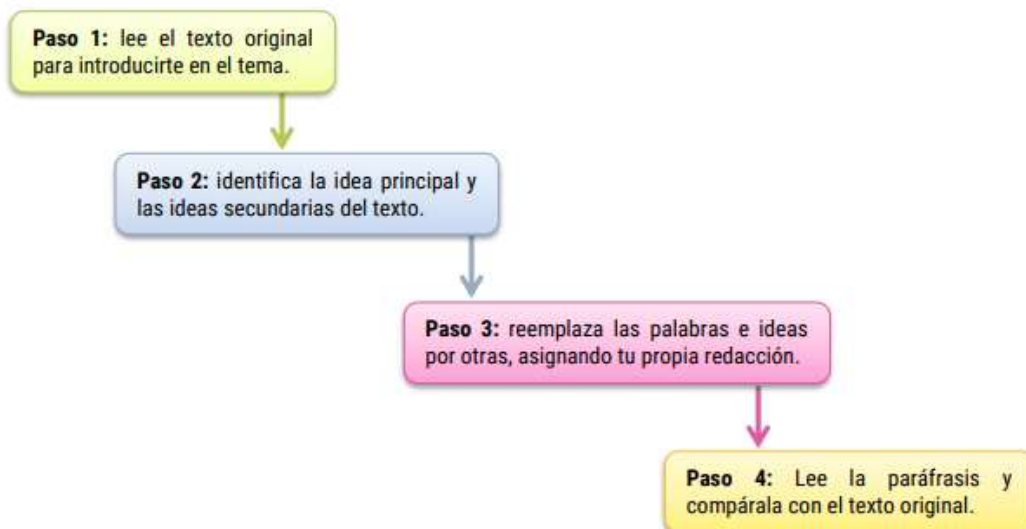 Paso 1: lee el texto original
para introducirte en el tema.
Paso 2: identifica la idea principal y
las ideas secundarias del texto.
Paso 3: reemplaza las palabras e ideas
por otras, asignando tu propia redacción.
Paso 4: Lee la paráfrasis y
compárala con el texto original.